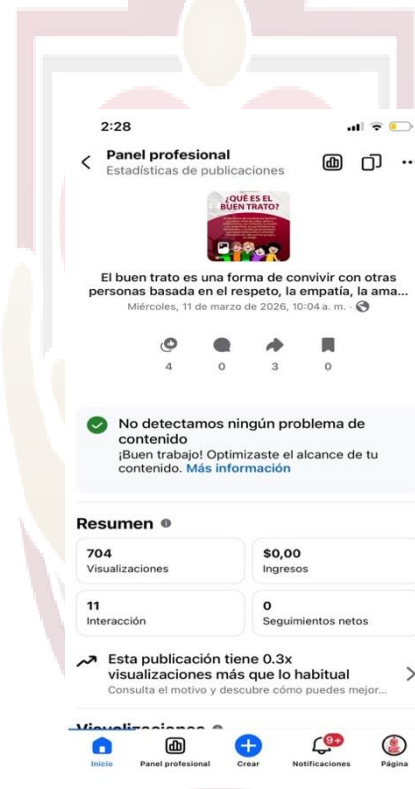 2:28
Panel profesional
Estadísticas de publicaciones
¿QUÉ ES EL
BUEN TRATO?
El buen trato es una forma de convivir con otras
personas basada en el respeto, la empatía, la ama...
Miércoles, 11 de marzo de 2026, 10:04 a. m. ·
4 0 3 0
No detectamos ningún problema de
contenido
¡Buen trabajo! Optimizaste el alcance de tu
contenido. Más información
Resumen
704
Visualizaciones
$0,00
Ingresos
11
Interacción
0
Seguimientos netos
Esta publicación tiene 0.3x
visualizaciones más que lo habitual
Consulta el motivo y descubre cómo puedes mejor...
Visualizaciones
9+
Inicio Panel profesional Crear Notificaciones Página